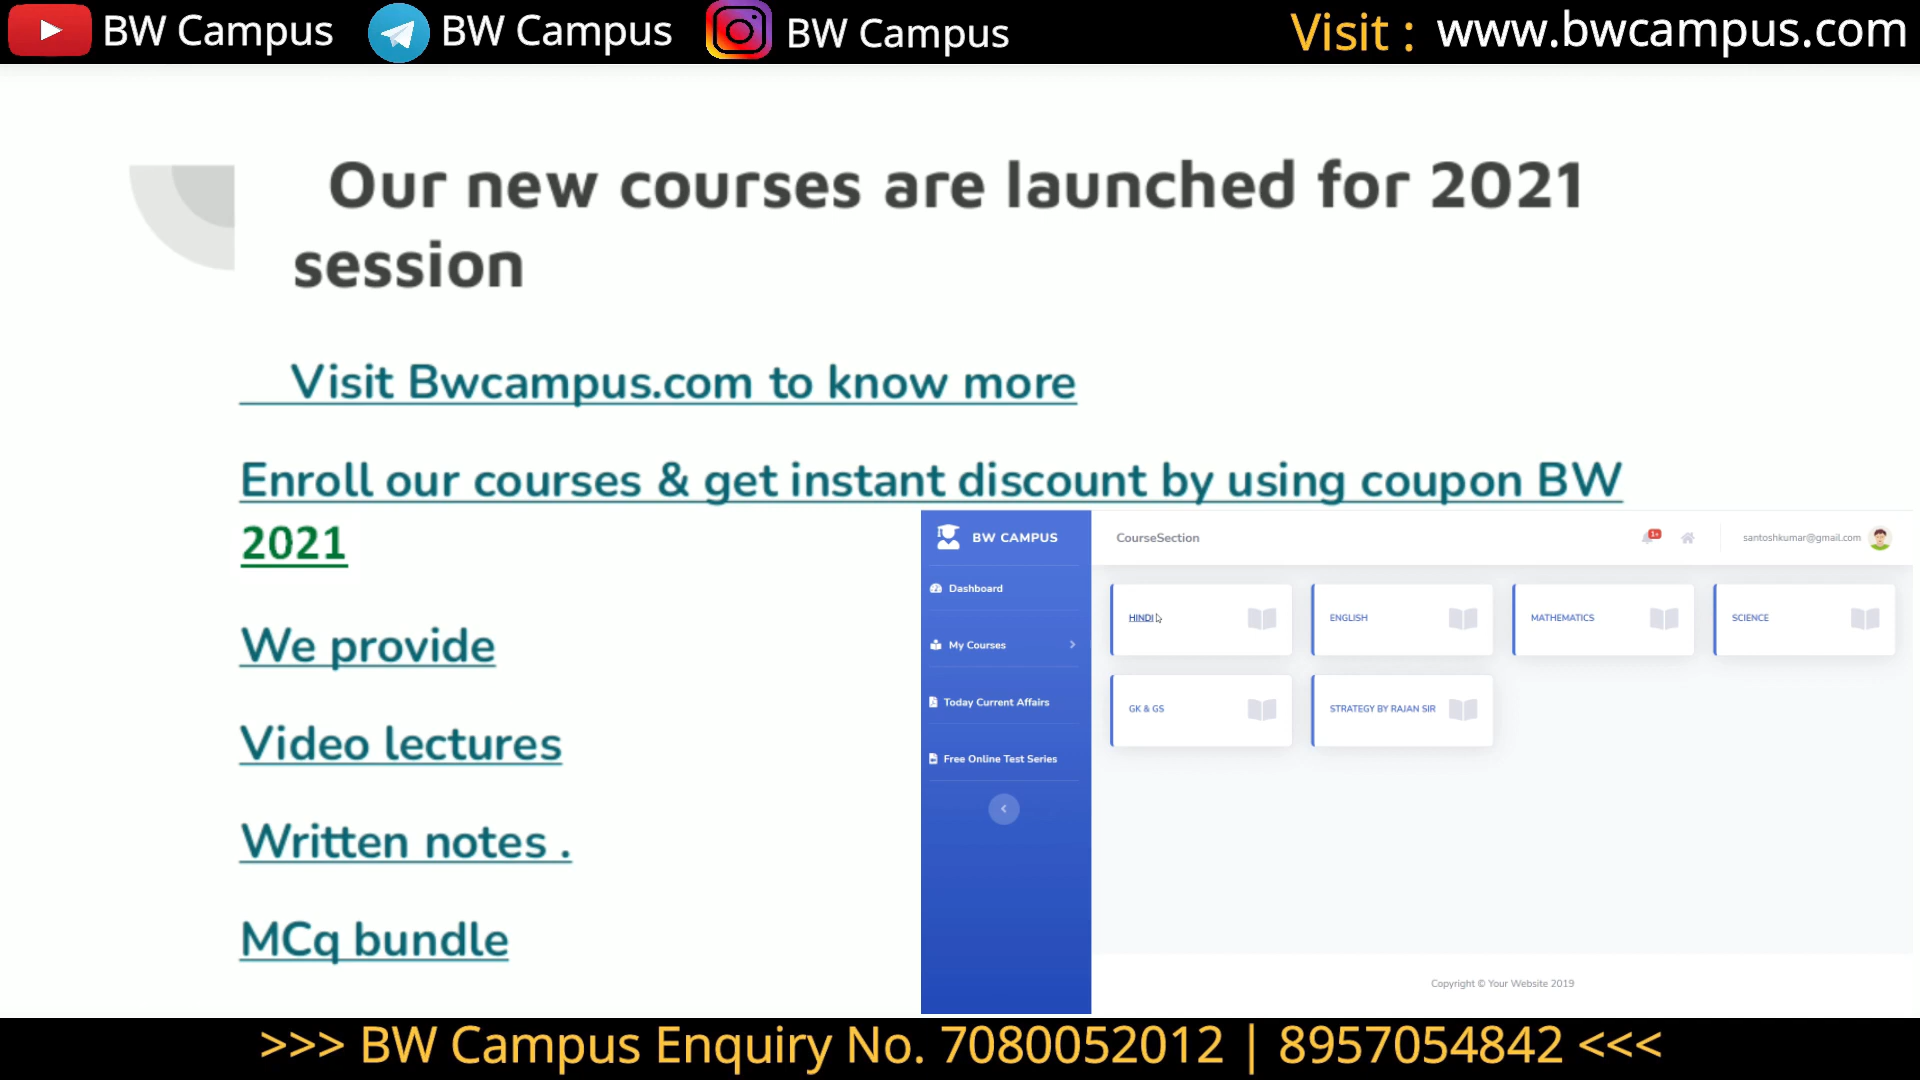 BW Campus BW Campus BW Campus Visit : www.bwcampus.com
Our new courses are launched for 2021
session
Visit Bwcampus.com to know more
Enroll our courses & get instant discount by using coupon BW
2021
We provide
Video lectures
Written notes .
MCq bundle
BW CAMPUS
Dashboard
My Courses
Today Current Affairs
Free Online Test Series
CourseSection
1+
santoshkumar@gmail.com
HINDI
ENGLISH
MATHEMATICS
SCIENCE
GK & GS
STRATEGY BY RAJAN SIR
Copyright © Your Website 2019
>>> BW Campus Enquiry No. 7080052012 | 8957054842 <<<